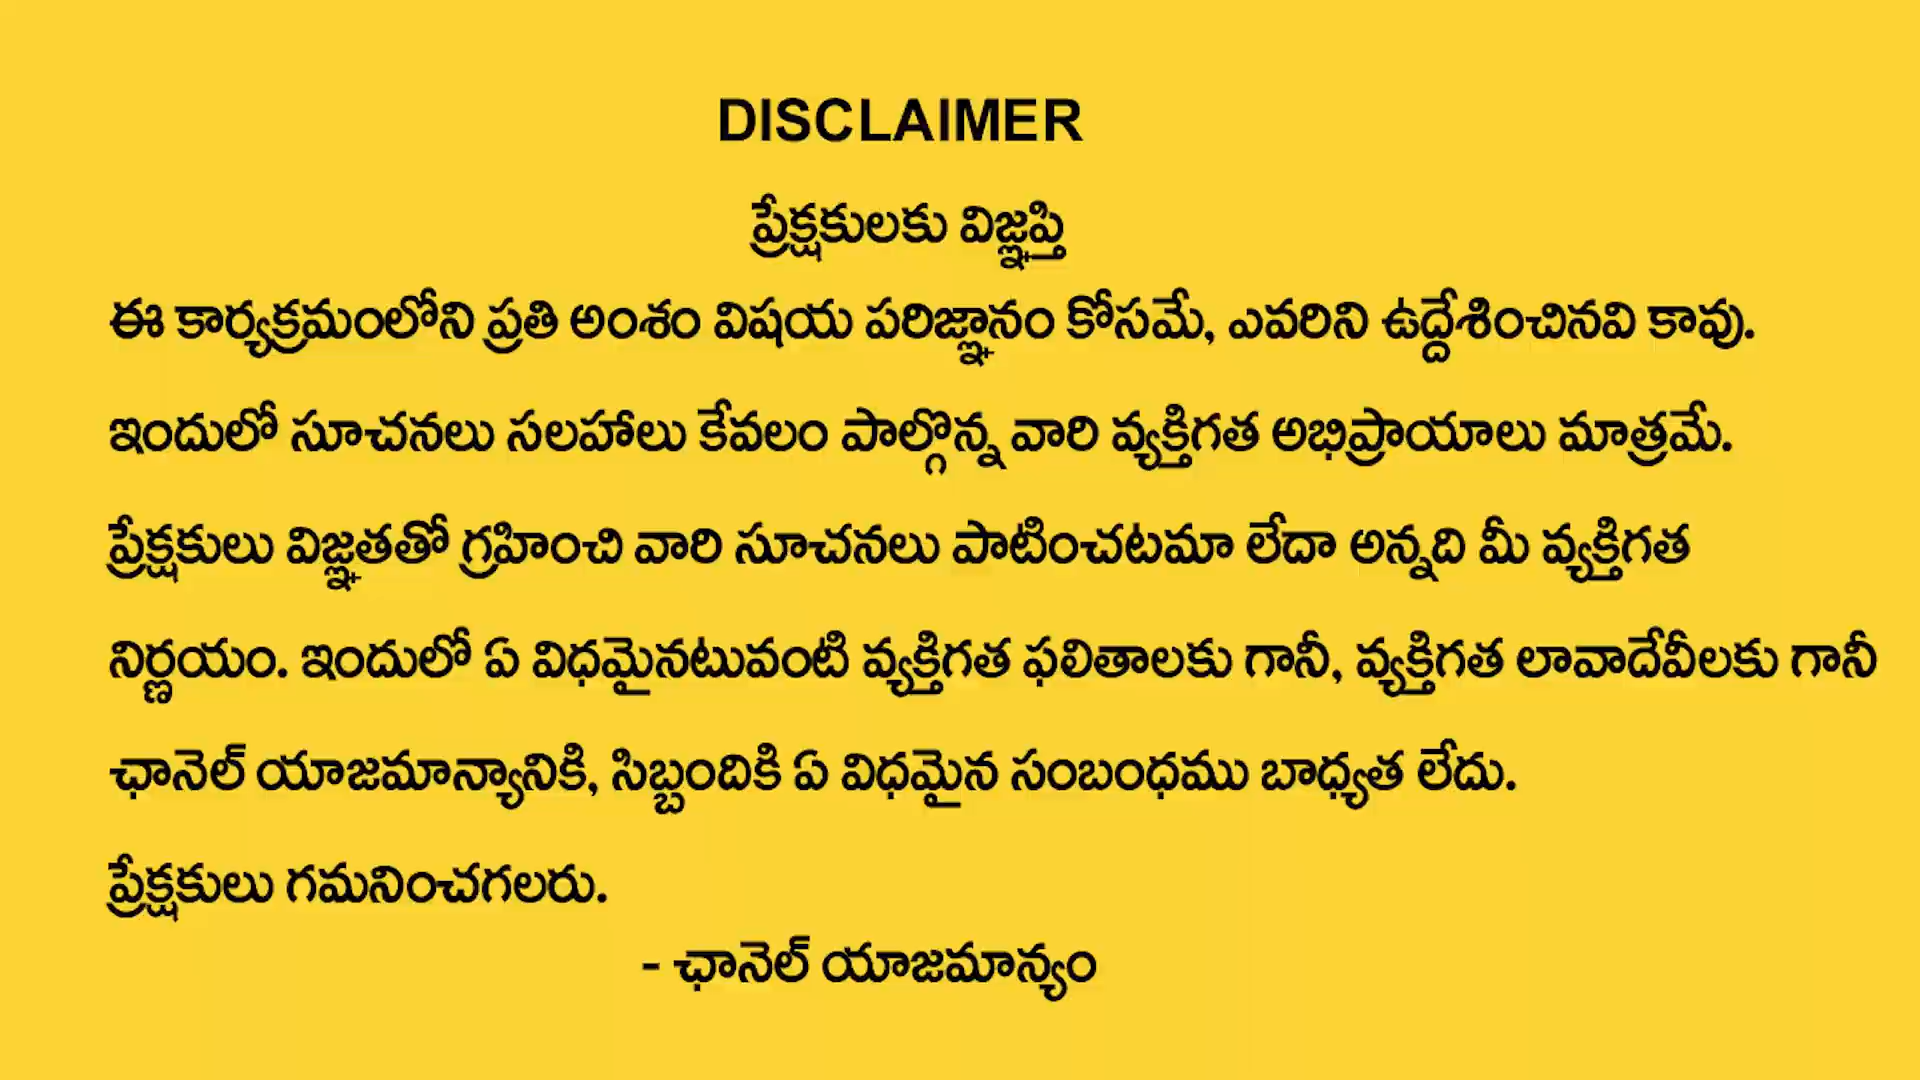 DISCLAIMER
ప్రేక్షకులకు విజ్ఞప్తి
ఈ కార్యక్రమంలోని ప్రతి అంశం విషయ పరిజ్ఞానం కోసమే, ఎవరిని ఉద్దేశించినవి కావు.
ఇందులో సూచనలు సలహాలు కేవలం పాల్గొన్న వారి వ్యక్తిగత అభిప్రాయాలు మాత్రమే.
ప్రేక్షకులు విజ్ఞతతో గ్రహించి వారి సూచనలు పాటించటమా లేదా అన్నది మీ వ్యక్తిగత
నిర్ణయం. ఇందులో ఏ విధమైనటువంటి వ్యక్తిగత ఫలితాలకు గానీ, వ్యక్తిగత లావాదేవీలకు గానీ
ఛానెల్ యాజమాన్యానికి, సిబ్బందికి ఏ విధమైన సంబంధము బాధ్యత లేదు.
ప్రేక్షకులు గమనించగలరు.
- ఛానెల్ యాజమాన్యం